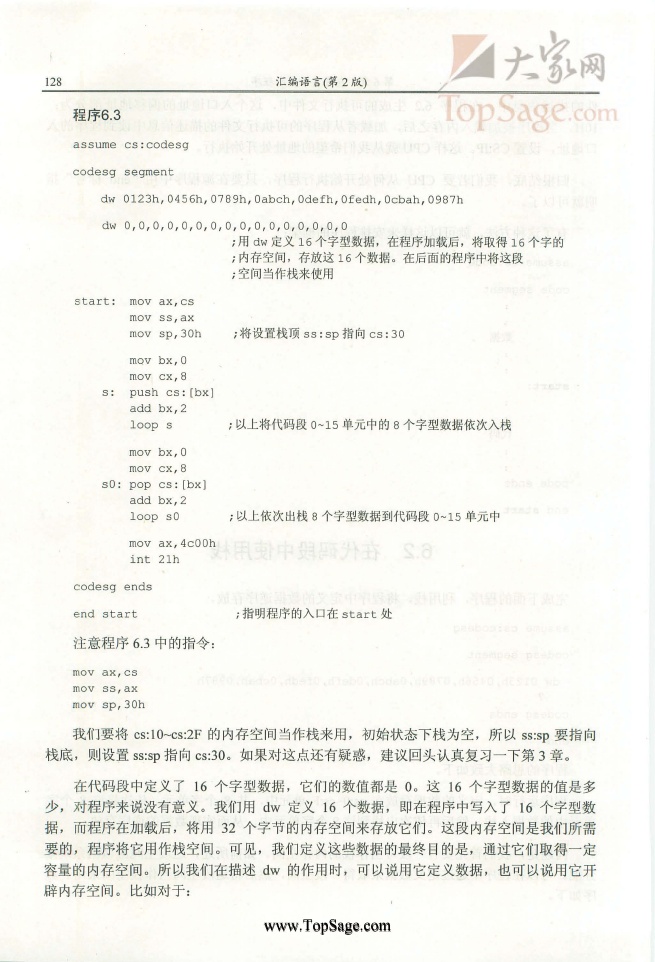 大家网
TopSage.com
128
汇编语言(第 2 版)
程序6.3
assume cs:codesg
codesg segment
dw 0123h,0456h,0789h,0abch,0defh,0fedh,0cbah,0987h
dw 0,0,0,0,0,0,0,0,0,0,0,0,0,0,0,0
;用 dw 定义 16 个字型数据，在程序加载后，将取得 16 个字的
;内存空间，存放这 16 个数据。在后面的程序中将这段
;空间当作栈来使用
start: mov ax,cs
mov ss,ax
mov sp,30h ;将设置栈顶 ss:sp 指向 cs:30
mov bx,0
mov cx,8
s: push cs:[bx]
add bx,2
loop s ;以上将代码段 0~15 单元中的 8 个字型数据依次入栈
mov bx,0
mov cx,8
s0: pop cs:[bx]
add bx,2
loop s0 ;以上依次出栈 8 个字型数据到代码段 0~15 单元中
mov ax,4c00h
int 21h
codesg ends
end start ;指明程序的入口在 start 处
注意程序 6.3 中的指令：
mov ax,cs
mov ss,ax
mov sp,30h
我们要将 cs:10~cs:2F 的内存空间当作栈来用，初始状态下栈为空，所以 ss:sp 要指向
栈底，则设置 ss:sp 指向 cs:30。如果对这点还有疑惑，建议回头认真复习一下第 3 章。
在代码段中定义了 16 个字型数据，它们的数值都是 0。这 16 个字型数据的值是多
少，对程序来说没有意义。我们用 dw 定义 16 个数据，即在程序中写入了 16 个字型数
据，而程序在加载后，将用 32 个字节的内存空间来存放它们。这段内存空间是我们所需
要的，程序将它用作栈空间。可见，我们定义这些数据的最终目的是，通过它们取得一定
容量的内存空间。所以我们在描述 dw 的作用时，可以说用它定义数据，也可以说用它开
辟内存空间。比如对于：
www.TopSage.com